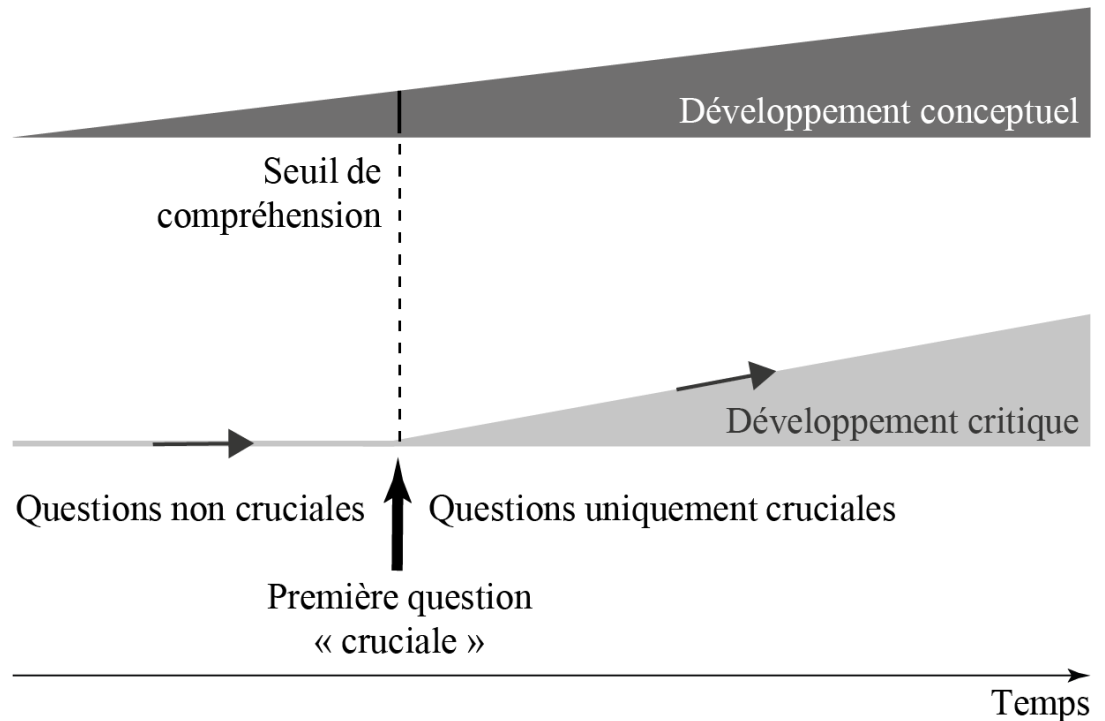 Développement conceptuel
Seuil de
compréhension
Développement critique
Questions non cruciales
Questions uniquement cruciales
Première question
« cruciale »
Temps